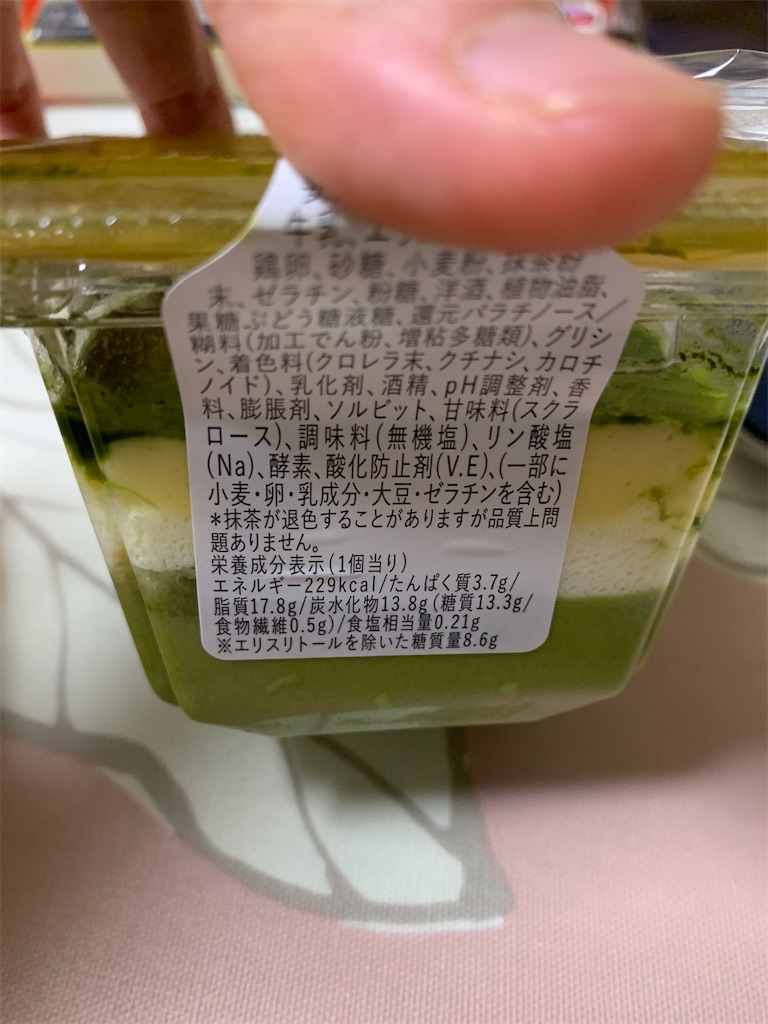 牛乳、エリ
鶏卵、砂糖、小麦粉、抹茶粉
末、ゼラチン、粉糖、洋酒、植物油脂、
果糖ぶどう糖液糖、還元パラチノース／
糊料(加工でん粉、増粘多糖類)、グリシ
ン、着色料(クロレラ末、クチナシ、カロチ
ノイド)、乳化剤、酒精、pH調整剤、香
料、膨脹剤、ソルビット、甘味料(スクラ
ロース)、調味料(無機塩)、リン酸塩
(Na)、酵素、酸化防止剤(V.E)、(一部に
小麦・卵・乳成分・大豆・ゼラチンを含む)
*抹茶が退色することがありますが品質上問
題ありません。
栄養成分表示(1個当り)
エネルギー229kcal/たんぱく質3.7g/
脂質17.8g/炭水化物13.8g(糖質13.3g/
食物繊維0.5g)/食塩相当量0.21g
※エリスリトールを除いた糖質量8.6g